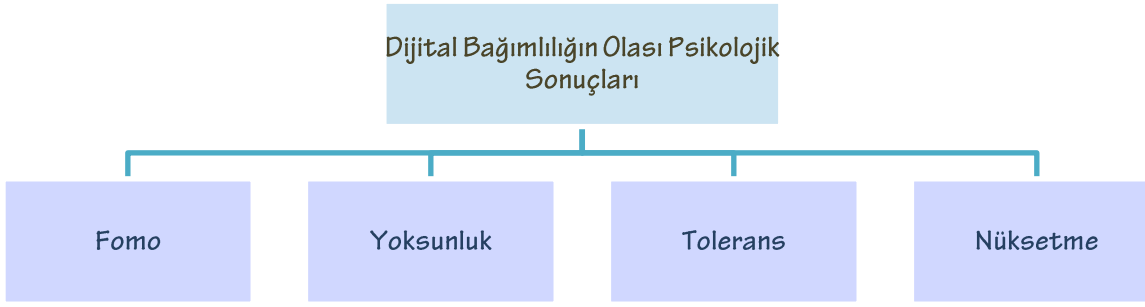 Dijital Bağımlılığın Olası Psikolojik
Sonuçları
Fomo
Yoksunluk
Tolerans
Nüksetme